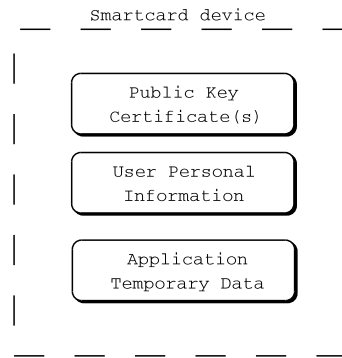 Smartcard device
Public Key
Certificate(s)
User Personal
Information
Application
Temporary Data